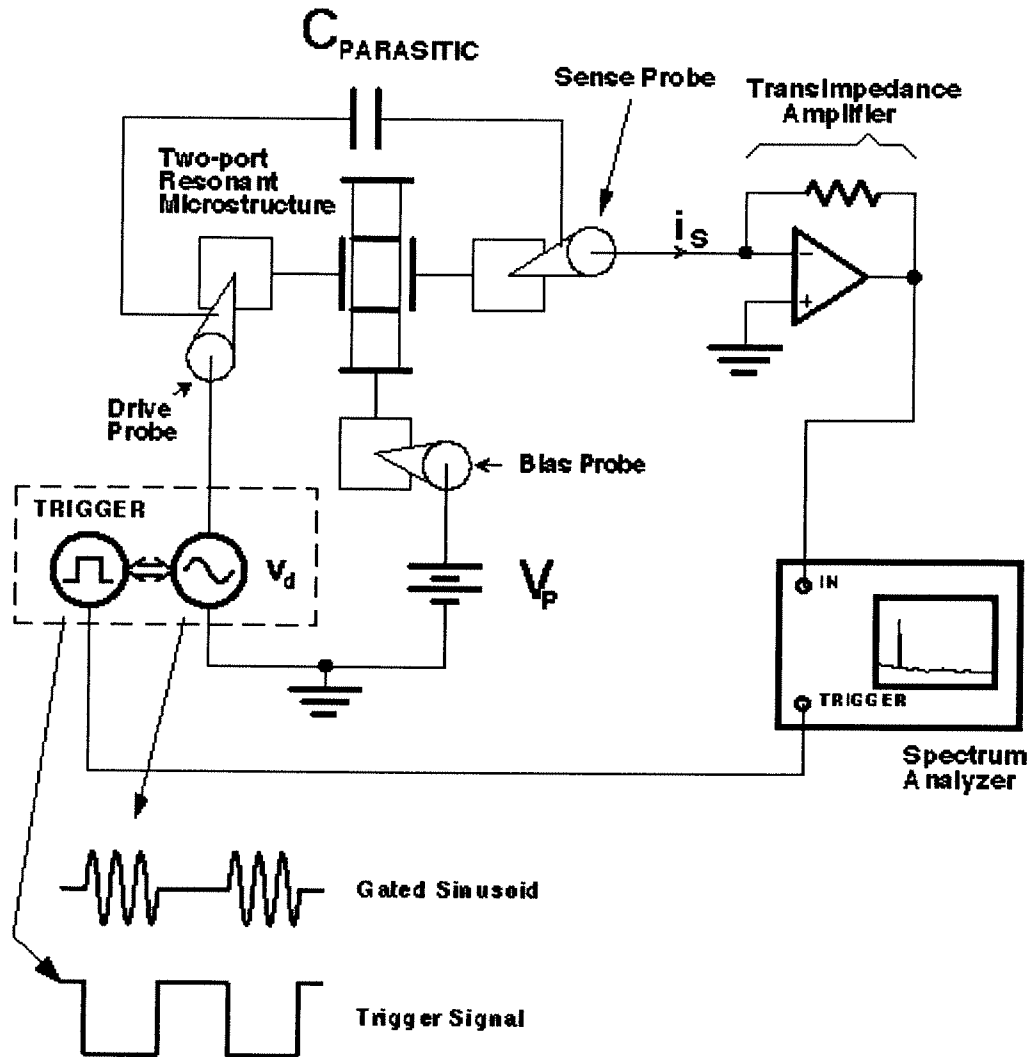 CPARASITIC
Sense Probe
TransImpedance
Amplifier
Two-port
Resonant
Microstructure
iS
−
+
Drive
Probe
Bias Probe
TRIGGER
Vd
VP
IN
TRIGGER
Spectrum
Analyzer
Gated Sinusoid
Trigger Signal